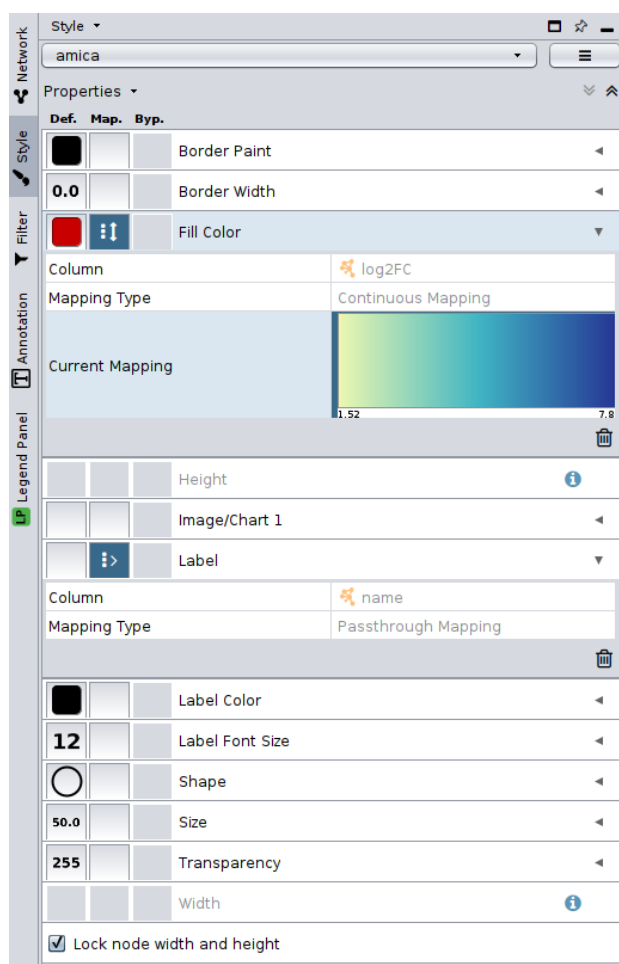 Style
amica
Properties
Def. Map. Byp.
Border Paint
0.0 Border Width
Fill Color
Column log2FC
Mapping Type Continuous Mapping
Current Mapping
1.52 7.8
Height
Image/Chart 1
Label
Column name
Mapping Type Passthrough Mapping
Label Color
12 Label Font Size
Shape
50.0 Size
255 Transparency
Width
Lock node width and height
Network
Style
Filter
T Annotation
LP Legend Panel